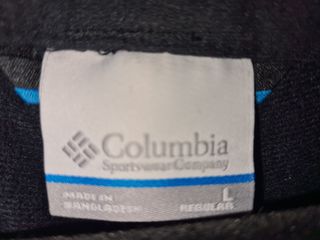 Columbia
Sportswear Company
MADE IN
BANGLADESH
L
REGULAR